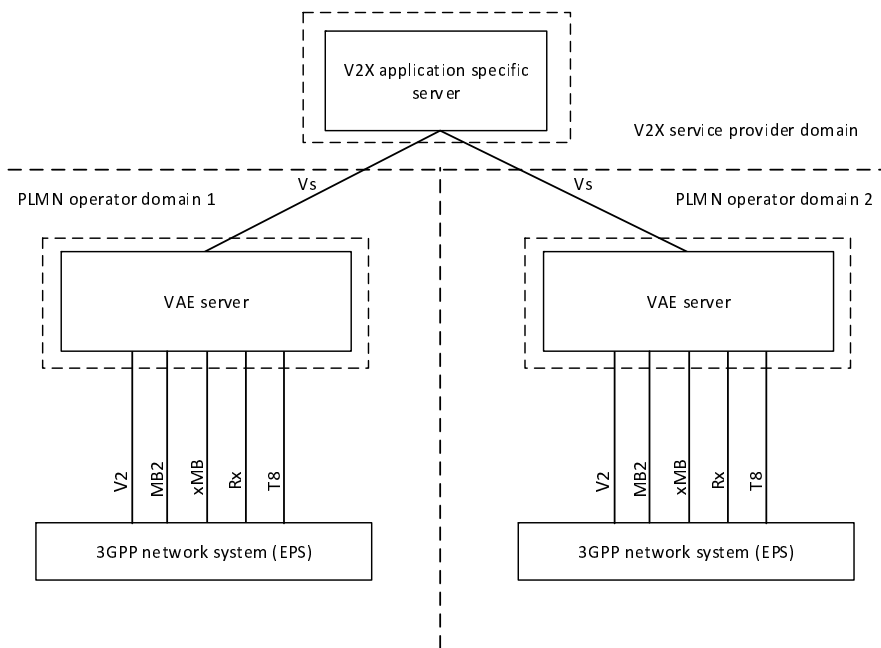 V2X application specific
server
V2X service provider domain
Vs
Vs
PLMN operator domain 1
PLMN operator domain 2
VAE server
VAE server
V2
MB2
xMB
Rx
T8
V2
MB2
xMB
Rx
T8
3GPP network system (EPS)
3GPP network system (EPS)